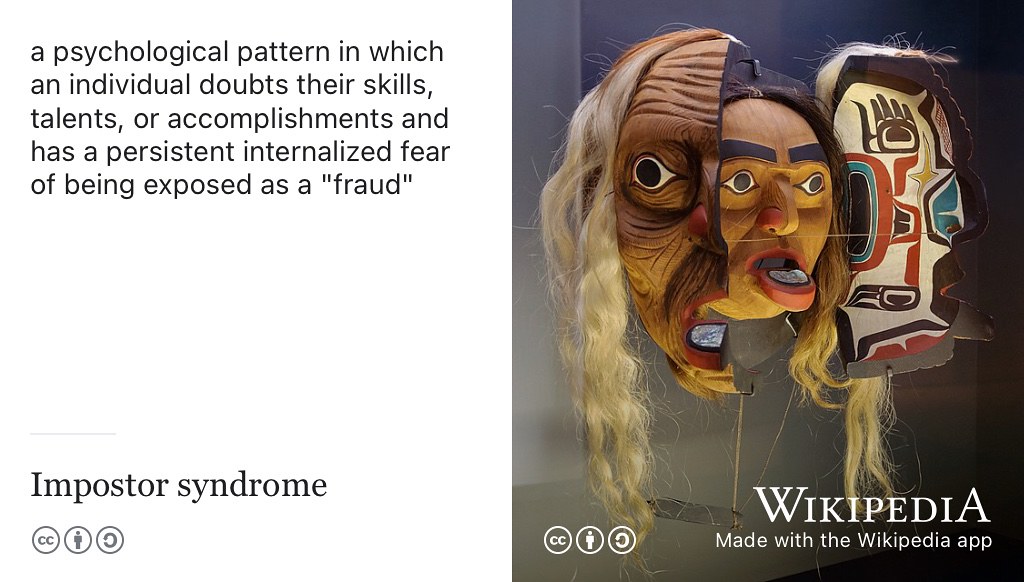 a psychological pattern in which
an individual doubts their skills,
talents, or accomplishments and
has a persistent internalized fear
of being exposed as a "fraud"
Impostor syndrome
WIKIPEDIA
Made with the Wikipedia app